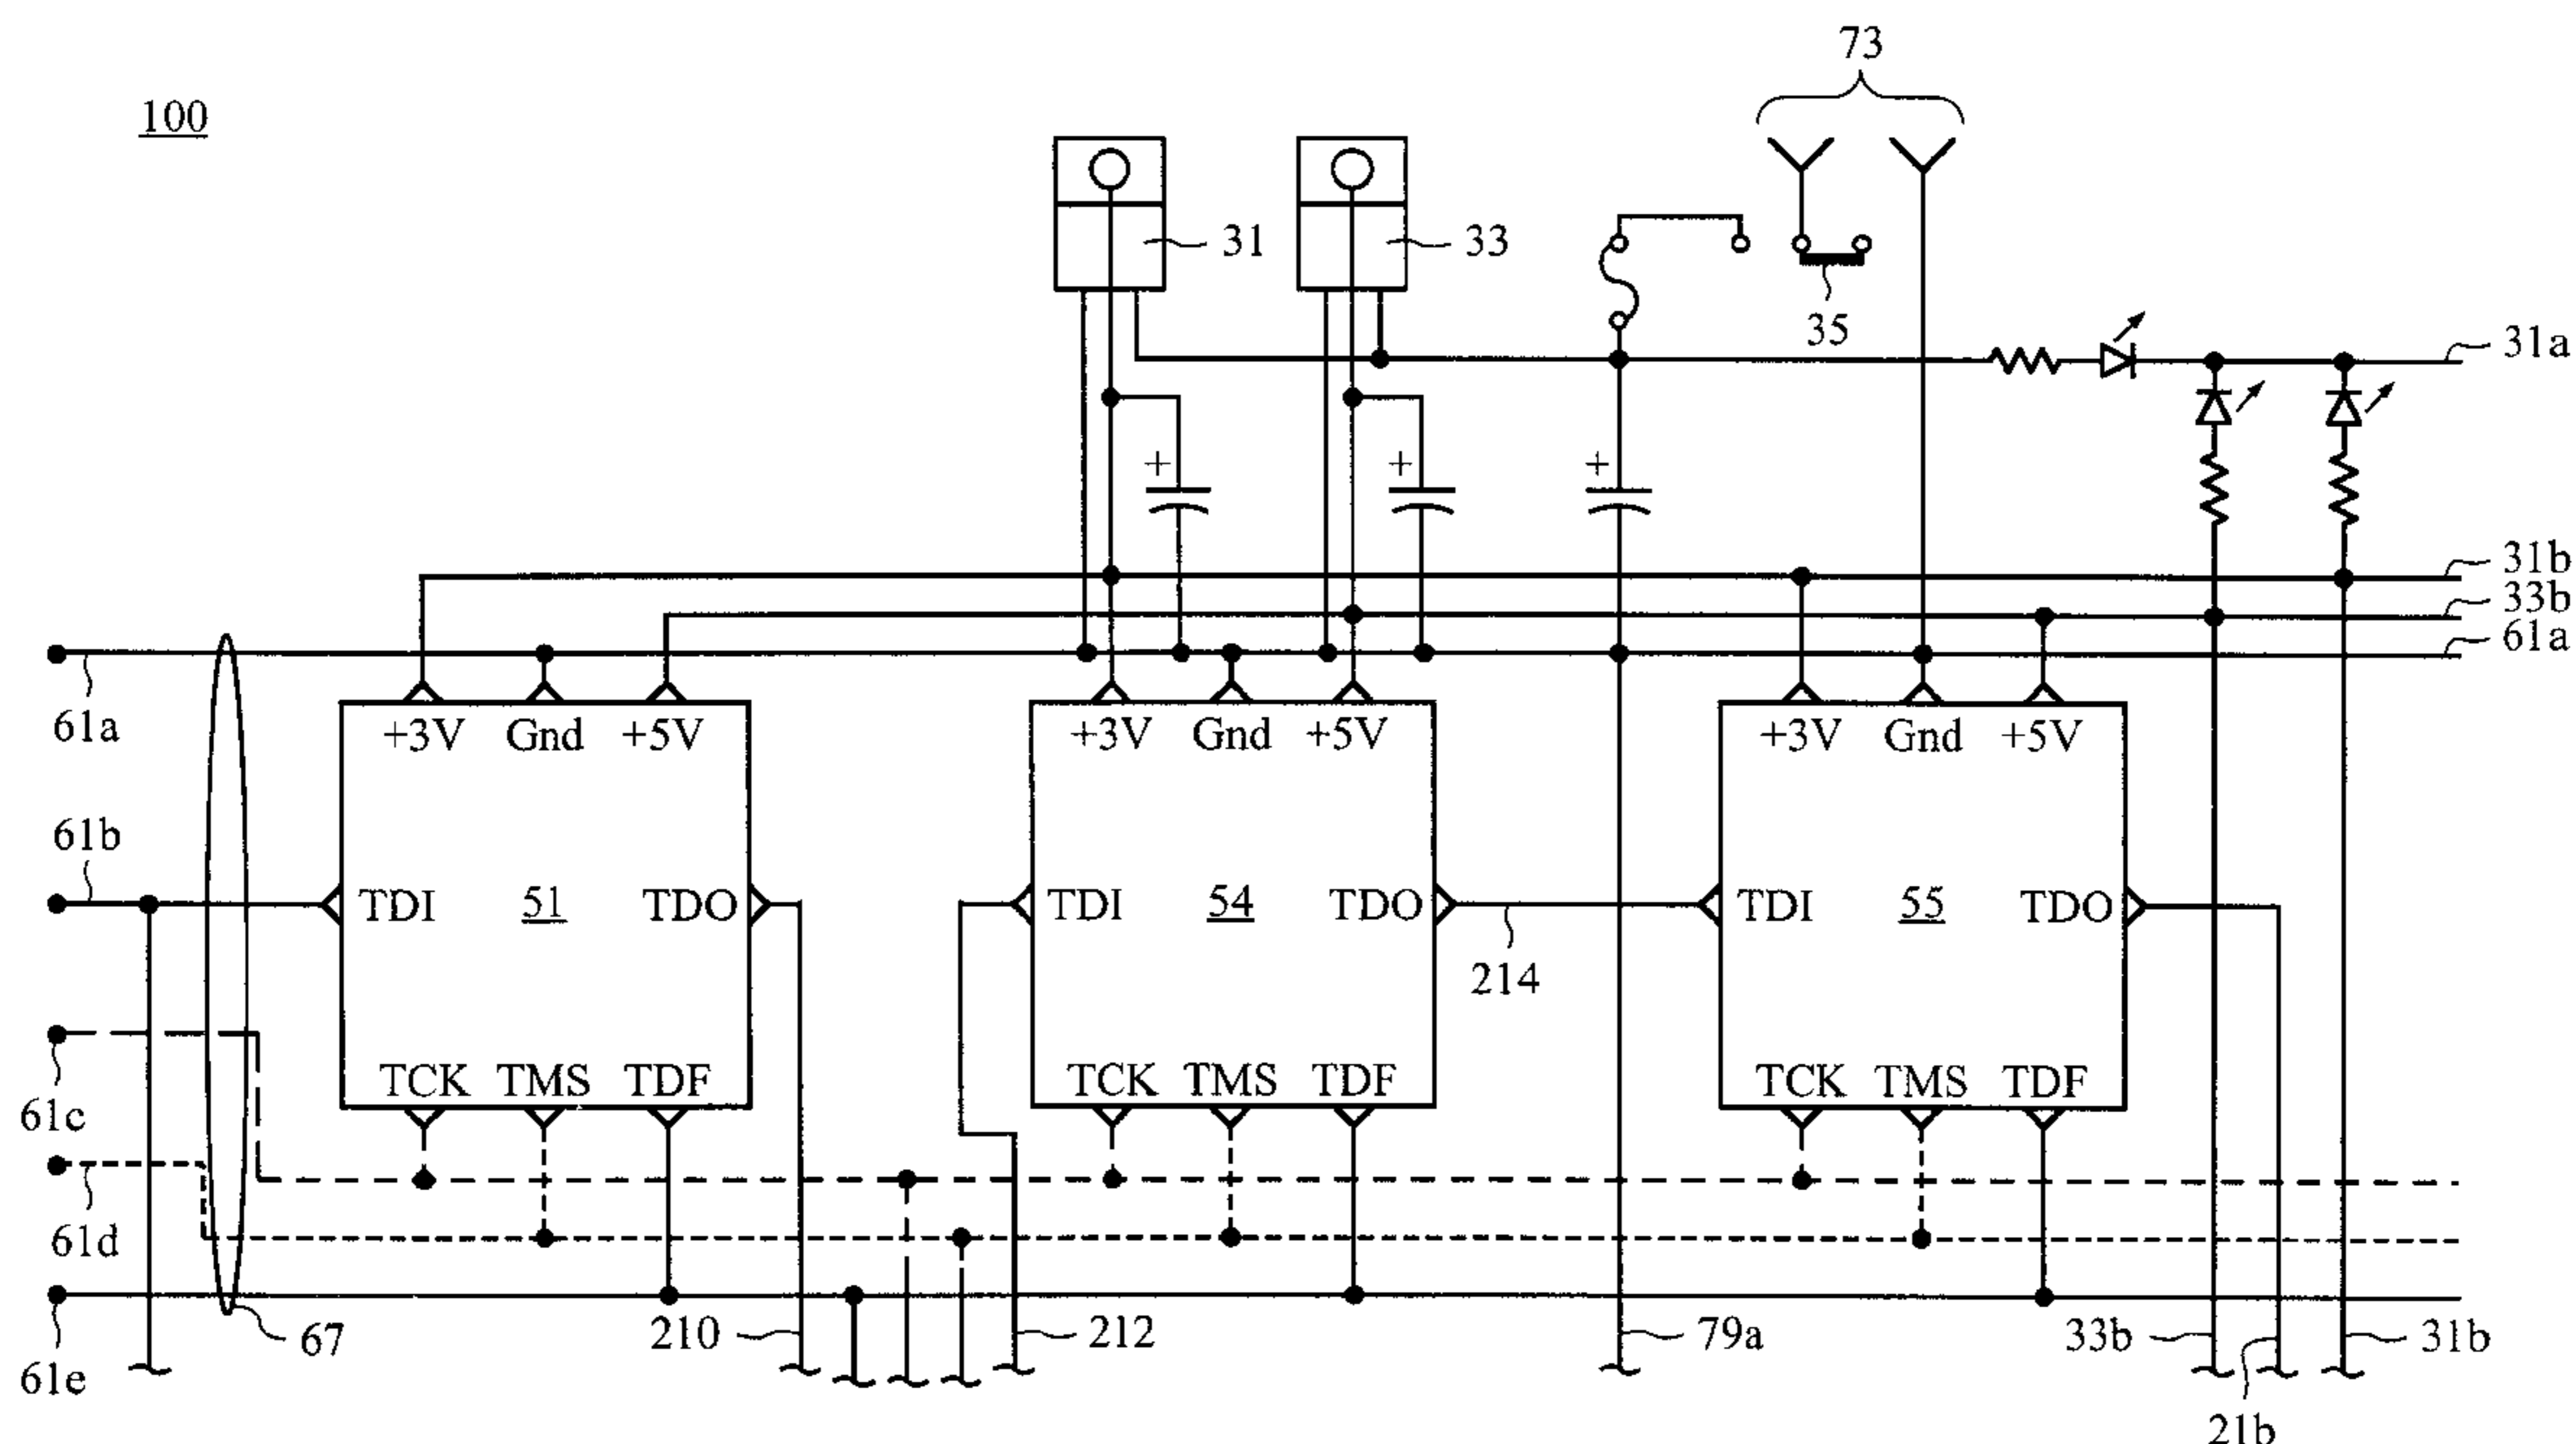 73
100
31
33
35
31a
+
+
+
31b
33b
61a
61a
+3V Gnd +5V
+3V Gnd +5V
+3V Gnd +5V
61b
TDI 51 TDO
TDI 54 TDO
TDI 55 TDO
214
61c
TCK TMS TDF
TCK TMS TDF
TCK TMS TDF
61d
67
210
212
79a
33b
31b
61e
21b